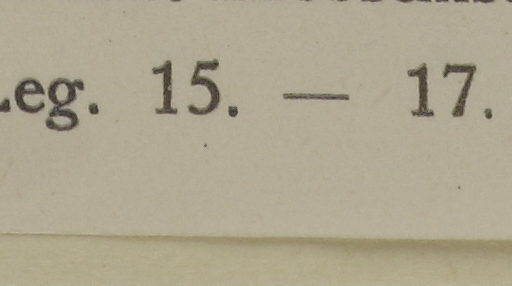 Leg. 15. — 17.